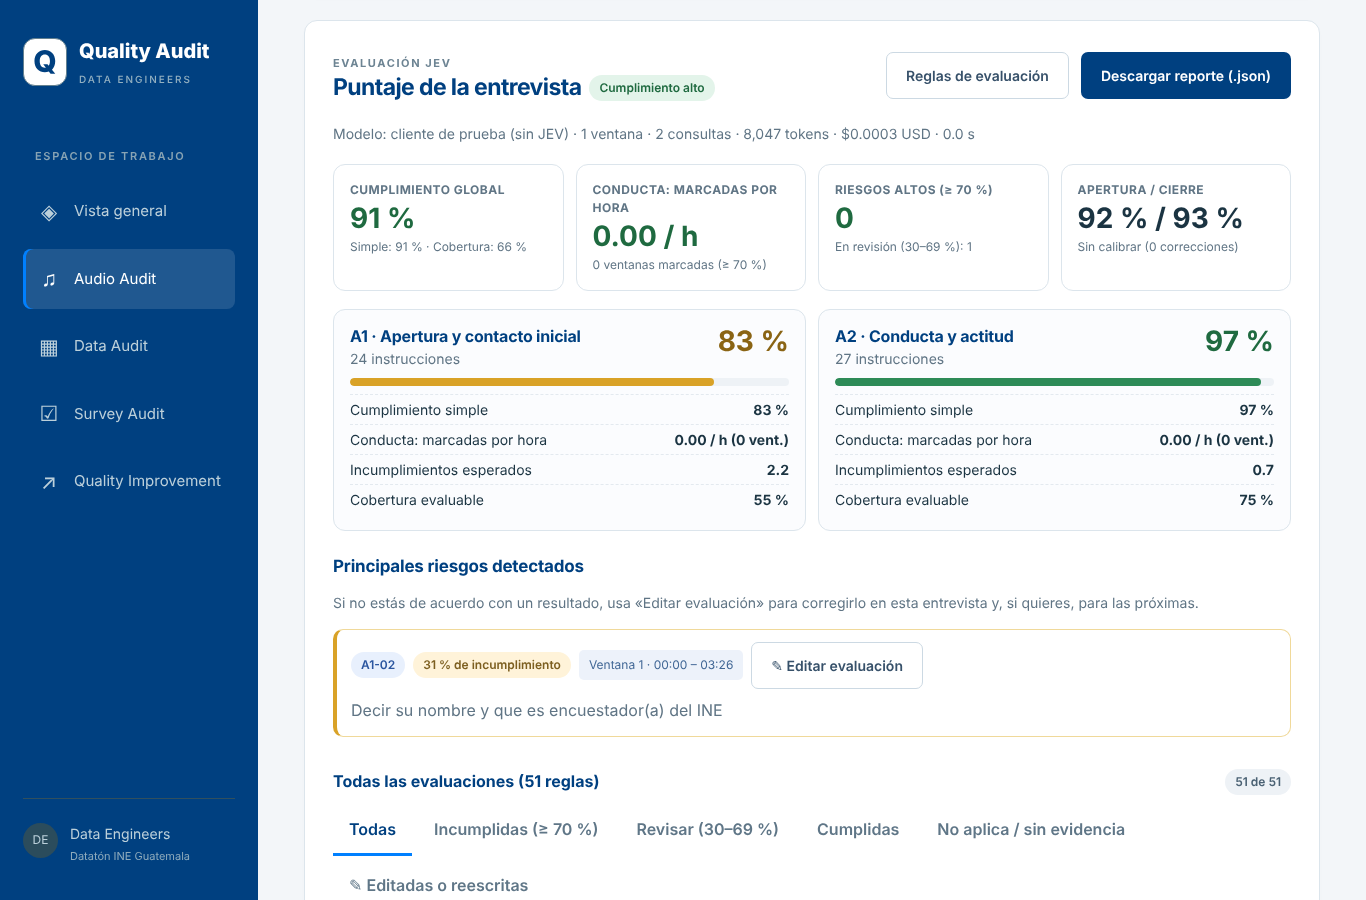 Q
Quality Audit
DATA ENGINEERS
ESPACIO DE TRABAJO
◈ Vista general
♫ Audio Audit
▦ Data Audit
☑ Survey Audit
↗ Quality Improvement
DE
Data Engineers
Datatón INE Guatemala
EVALUACIÓN JEV
Puntaje de la entrevista Cumplimiento alto
Reglas de evaluación
Descargar reporte (.json)
Modelo: cliente de prueba (sin JEV) · 1 ventana · 2 consultas · 8,047 tokens · $0.0003 USD · 0.0 s
CUMPLIMIENTO GLOBAL
91 %
Simple: 91 % · Cobertura: 66 %
CONDUCTA: MARCADAS POR
HORA
0.00 / h
0 ventanas marcadas (≥ 70 %)
RIESGOS ALTOS (≥ 70 %)
0
En revisión (30–69 %): 1
APERTURA / CIERRE
92 % / 93 %
Sin calibrar (0 correcciones)
A1 · Apertura y contacto inicial
24 instrucciones
83 %
Cumplimiento simple 83 %
Conducta: marcadas por hora 0.00 / h (0 vent.)
Incumplimientos esperados 2.2
Cobertura evaluable 55 %
A2 · Conducta y actitud
27 instrucciones
97 %
Cumplimiento simple 97 %
Conducta: marcadas por hora 0.00 / h (0 vent.)
Incumplimientos esperados 0.7
Cobertura evaluable 75 %
Principales riesgos detectados
Si no estás de acuerdo con un resultado, usa «Editar evaluación» para corregirlo en esta entrevista y, si quieres, para las próximas.
A1-02 31 % de incumplimiento Ventana 1 · 00:00 – 03:26 ✎ Editar evaluación
Decir su nombre y que es encuestador(a) del INE
Todas las evaluaciones (51 reglas) 51 de 51
Todas Incumplidas (≥ 70 %) Revisar (30–69 %) Cumplidas No aplica / sin evidencia
✎ Editadas o reescritas